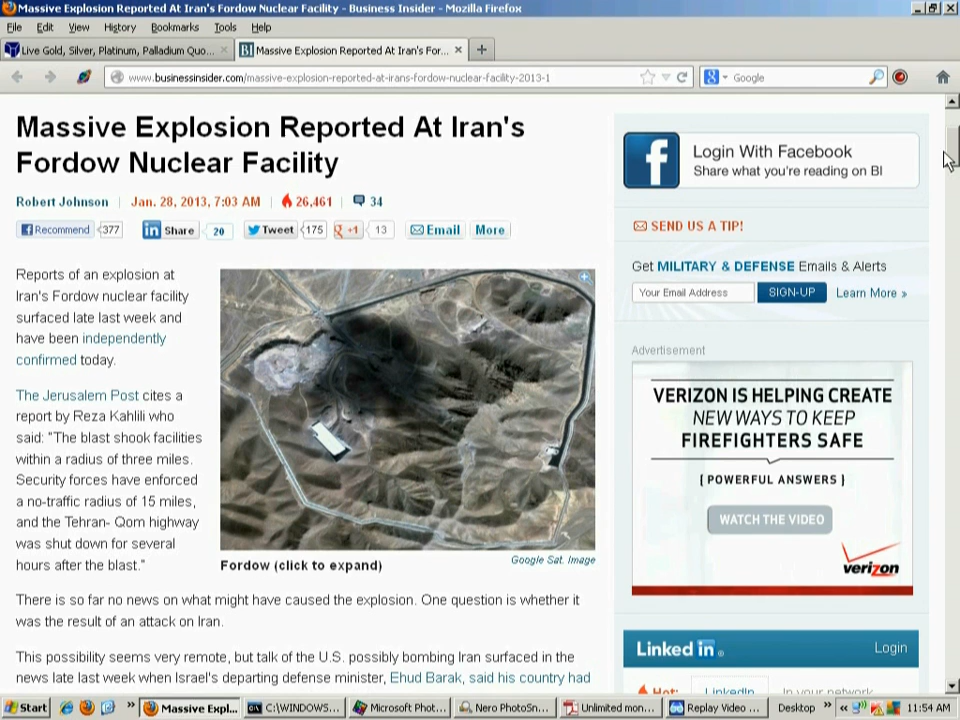 Massive Explosion Reported At Iran's Fordow Nuclear Facility - Business Insider - Mozilla Firefox
File Edit View History Bookmarks Tools Help
Live Gold, Silver, Platinum, Palladium Quo...
BI Massive Explosion Reported At Iran's For...
www.businessinsider.com/massive-explosion-reported-at-irans-fordow-nuclear-facility-2013-1
Google
Massive Explosion Reported At Iran's
Fordow Nuclear Facility
Robert Johnson | Jan. 28, 2013, 7:03 AM | 26,461 | 34
Recommend 377 in Share 20 Tweet 175 +1 13 Email More
Reports of an explosion at
Iran's Fordow nuclear facility
surfaced late last week and
have been independently
confirmed today.
The Jerusalem Post cites a
report by Reza Kahlili who
said: "The blast shook facilities
within a radius of three miles.
Security forces have enforced
a no-traffic radius of 15 miles,
and the Tehran- Qom highway
was shut down for several
hours after the blast."
Google Sat. Image
Fordow (click to expand)
There is so far no news on what might have caused the explosion. One question is whether it
was the result of an attack on Iran.
This possibility seems very remote, but talk of the U.S. possibly bombing Iran surfaced in the
news late last week when Israel's departing defense minister, Ehud Barak, said his country had
Login With Facebook
Share what you're reading on BI
SEND US A TIP!
Get MILITARY & DEFENSE Emails & Alerts
Your Email Address SIGN-UP Learn More »
Advertisement
VERIZON IS HELPING CREATE
NEW WAYS TO KEEP
FIREFIGHTERS SAFE
[ POWERFUL ANSWERS ]
WATCH THE VIDEO
verizon
Linked in Login
Hot: LinkedIn In your network
Start
Massive Expl...
C:\WINDOWS...
Microsoft Phot...
Nero PhotoSn...
Unlimited mon...
Replay Video ...
Desktop
11:54 AM